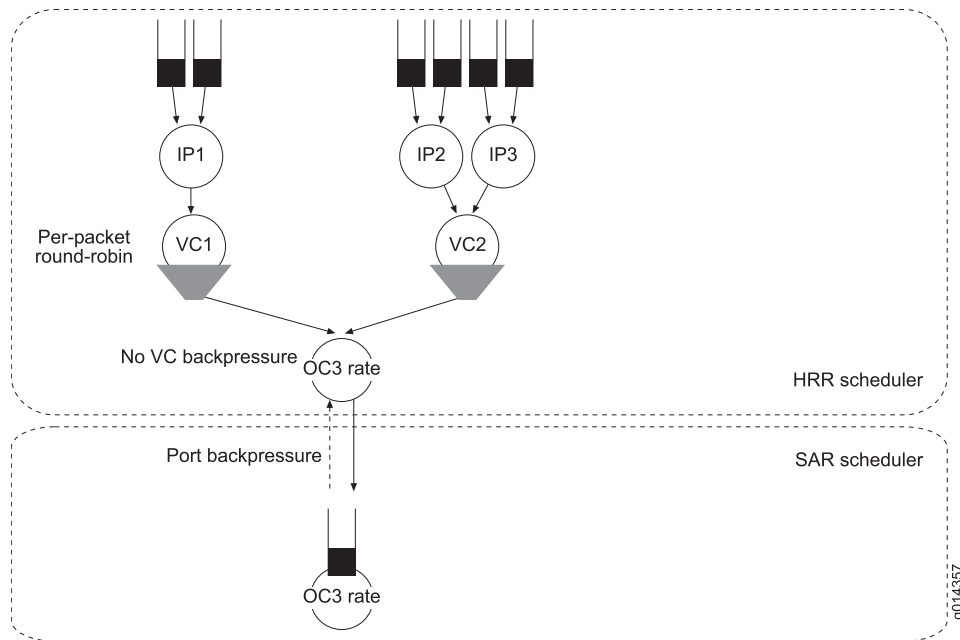 IP1
IP2
IP3
Per-packet
round-robin
VC1
VC2
No VC backpressure
OC3 rate
HRR scheduler
Port backpressure
SAR scheduler
OC3 rate
g014357